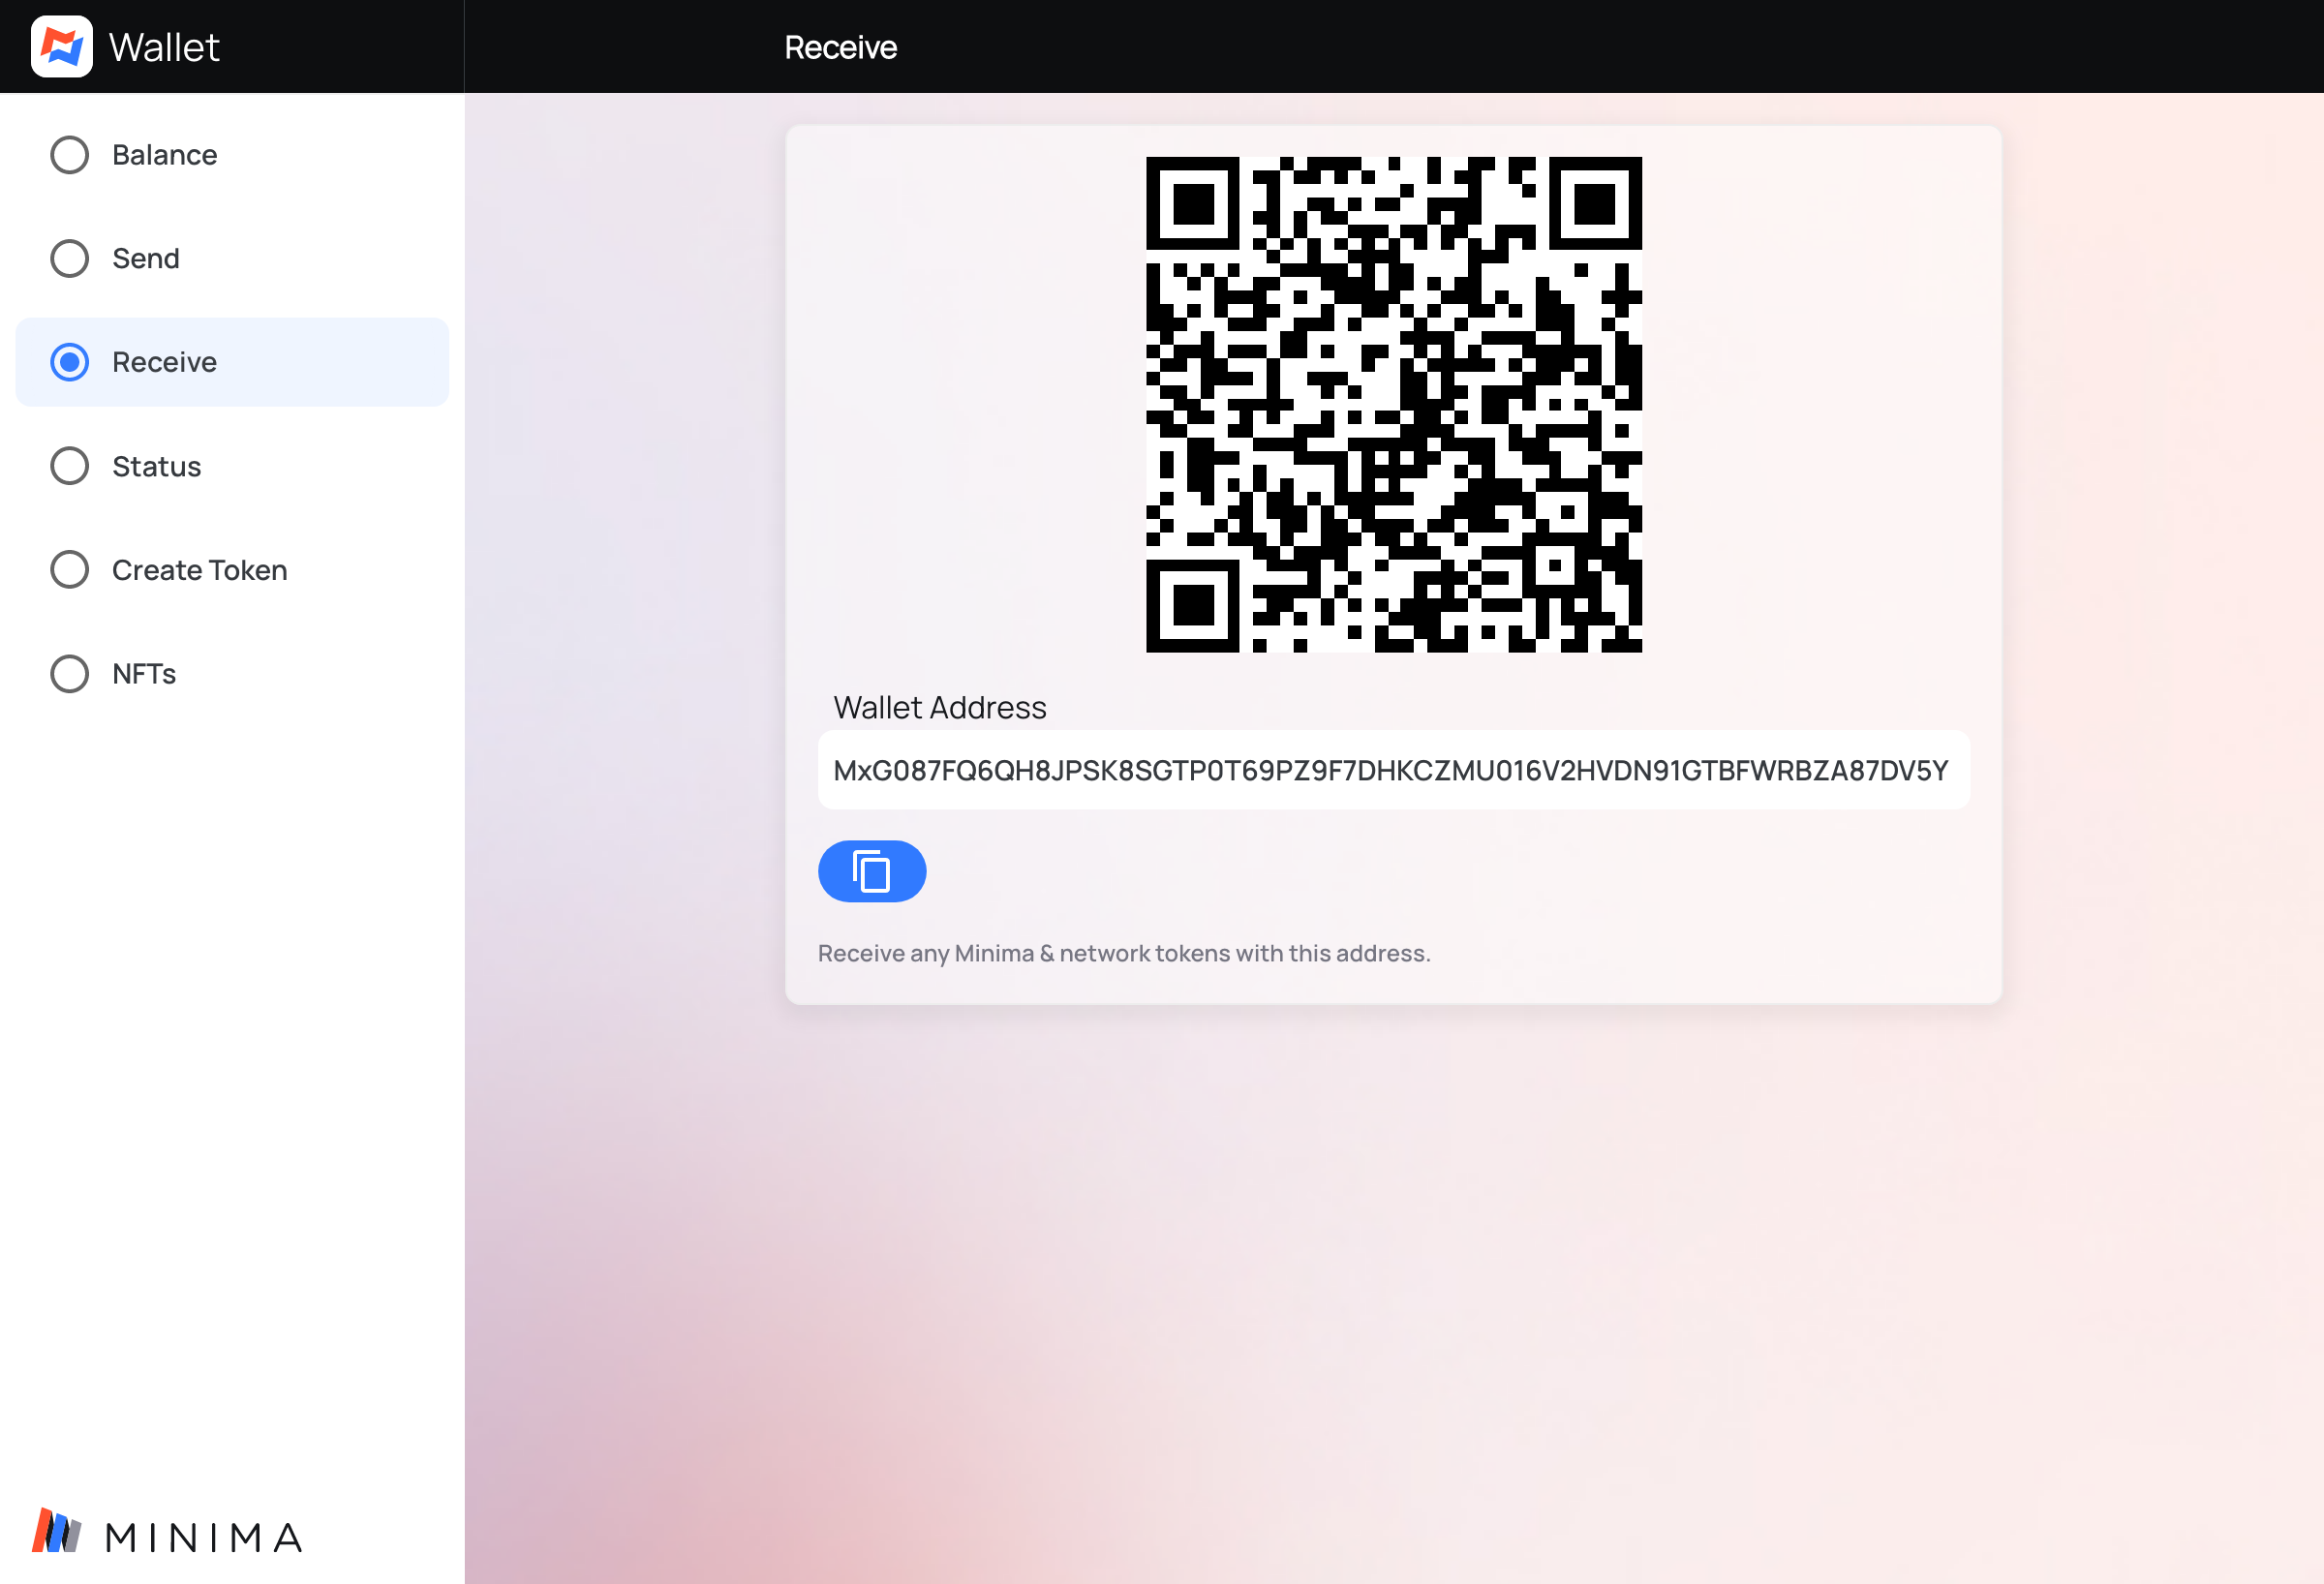 Wallet
Receive
Balance
Send
Receive
Status
Create Token
NFTs
Wallet Address
MxG087FQ6QH8JPSK8SGTP0T69PZ9F7DHKCZMU016V2HVDN91GTBFWRBZA87DV5Y
Receive any Minima & network tokens with this address.
MINIMA